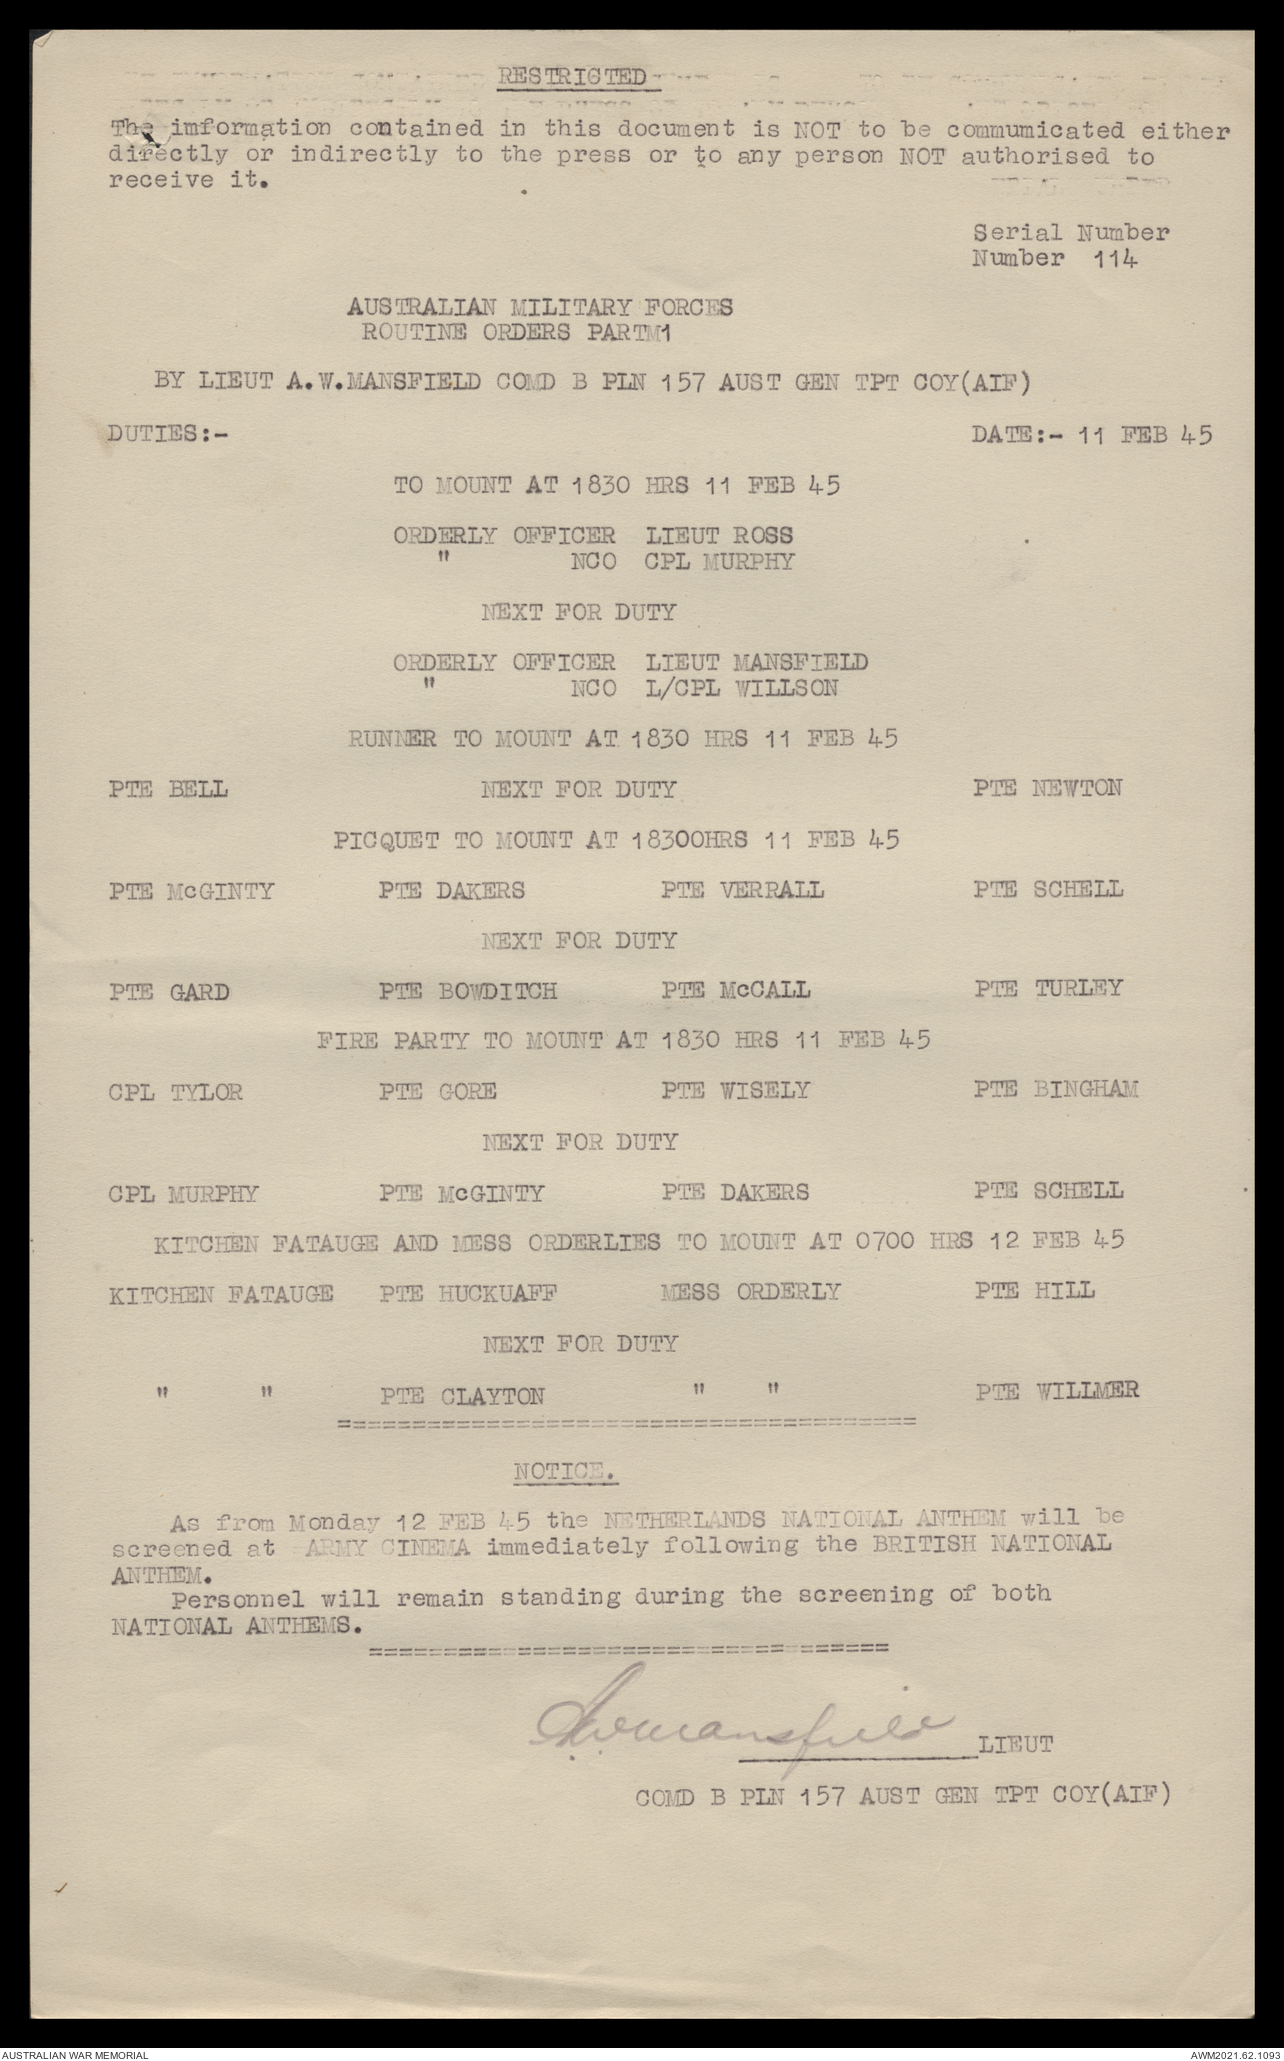 RESTRICTED
The imformation contained in this document is NOT to be commumicated either
directly or indirectly to the press or to any person NOT authorised to
receive it.
Serial Number
Number 114
AUSTRALIAN MILITARY FORCES
ROUTINE ORDERS PARTM1
BY LIEUT A.W.MANSFIELD COMD B PLN 157 AUST GEN TPT COY(AIF)
DUTIES:- DATE:- 11 FEB 45
TO MOUNT AT 1830 HRS 11 FEB 45
ORDERLY OFFICER LIEUT ROSS
" NCO CPL MURPHY
NEXT FOR DUTY
ORDERLY OFFICER LIEUT MANSFIELD
" NCO L/CPL WILLSON
RUNNER TO MOUNT AT 1830 HRS 11 FEB 45
PTE BELL NEXT FOR DUTY PTE NEWTON
PICQUET TO MOUNT AT 18300HRS 11 FEB 45
PTE McGINTY PTE DAKERS PTE VERRALL PTE SCHELL
NEXT FOR DUTY
PTE GARD PTE BOWDITCH PTE McCALL PTE TURLEY
FIRE PARTY TO MOUNT AT 1830 HRS 11 FEB 45
CPL TYLOR PTE GORE PTE WISELY PTE BINGHAM
NEXT FOR DUTY
CPL MURPHY PTE McGINTY PTE DAKERS PTE SCHELL
KITCHEN FATAUGE AND MESS ORDERLIES TO MOUNT AT 0700 HRS 12 FEB 45
KITCHEN FATAUGE PTE HUCKUAFF MESS ORDERLY PTE HILL
NEXT FOR DUTY
" " PTE CLAYTON " " PTE WILLMER
=======================================
NOTICE.
As from Monday 12 FEB 45 the NETHERLANDS NATIONAL ANTHEM will be
screened at ARMY CINEMA immediately following the BRITISH NATIONAL
ANTHEM.
Personnel will remain standing during the screening of both
NATIONAL ANTHEMS.
===================================
AWMansfield LIEUT
COMD B PLN 157 AUST GEN TPT COY(AIF)
AUSTRALIAN WAR MEMORIAL AWM2021.62.1093